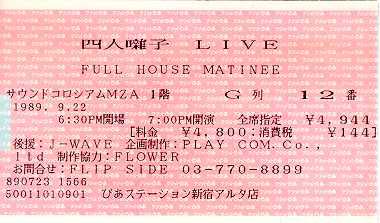 四人囃子 LIVE
FULL HOUSE MATINEE
サウンドコロシアムMZA 1階 G列 12番
1989. 9.22
6:30PM開場 7:00PM開演 全席指定 ¥4,944
[料金 ¥4,800:消費税 ¥144]
後援:J-WAVE 企画制作:PLAY COM.Co.,
ltd 制作協力:FLOWER
お問合せ:FLIP SIDE 03-770-8899
890723 1566
50011010901 ぴあステーション新宿アルタ店